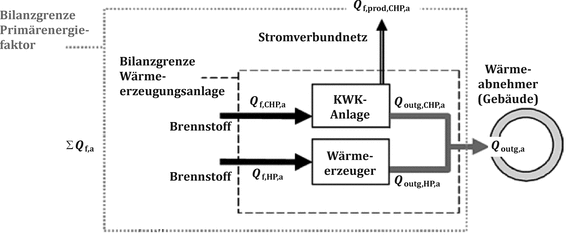 Bilanzgrenze
Primärenergie-
faktor
Q_f,prod,CHP,a
Stromverbundnetz
Bilanzgrenze
Wärme-
erzeugungsanlage
Wärme-
abnehmer
(Gebäude)
Q_f,CHP,a
KWK-
Anlage
Q_outg,CHP,a
Brennstoff
ΣQ_f,a
Q_outg,a
Wärme-
erzeuger
Brennstoff
Q_f,HP,a
Q_outg,HP,a